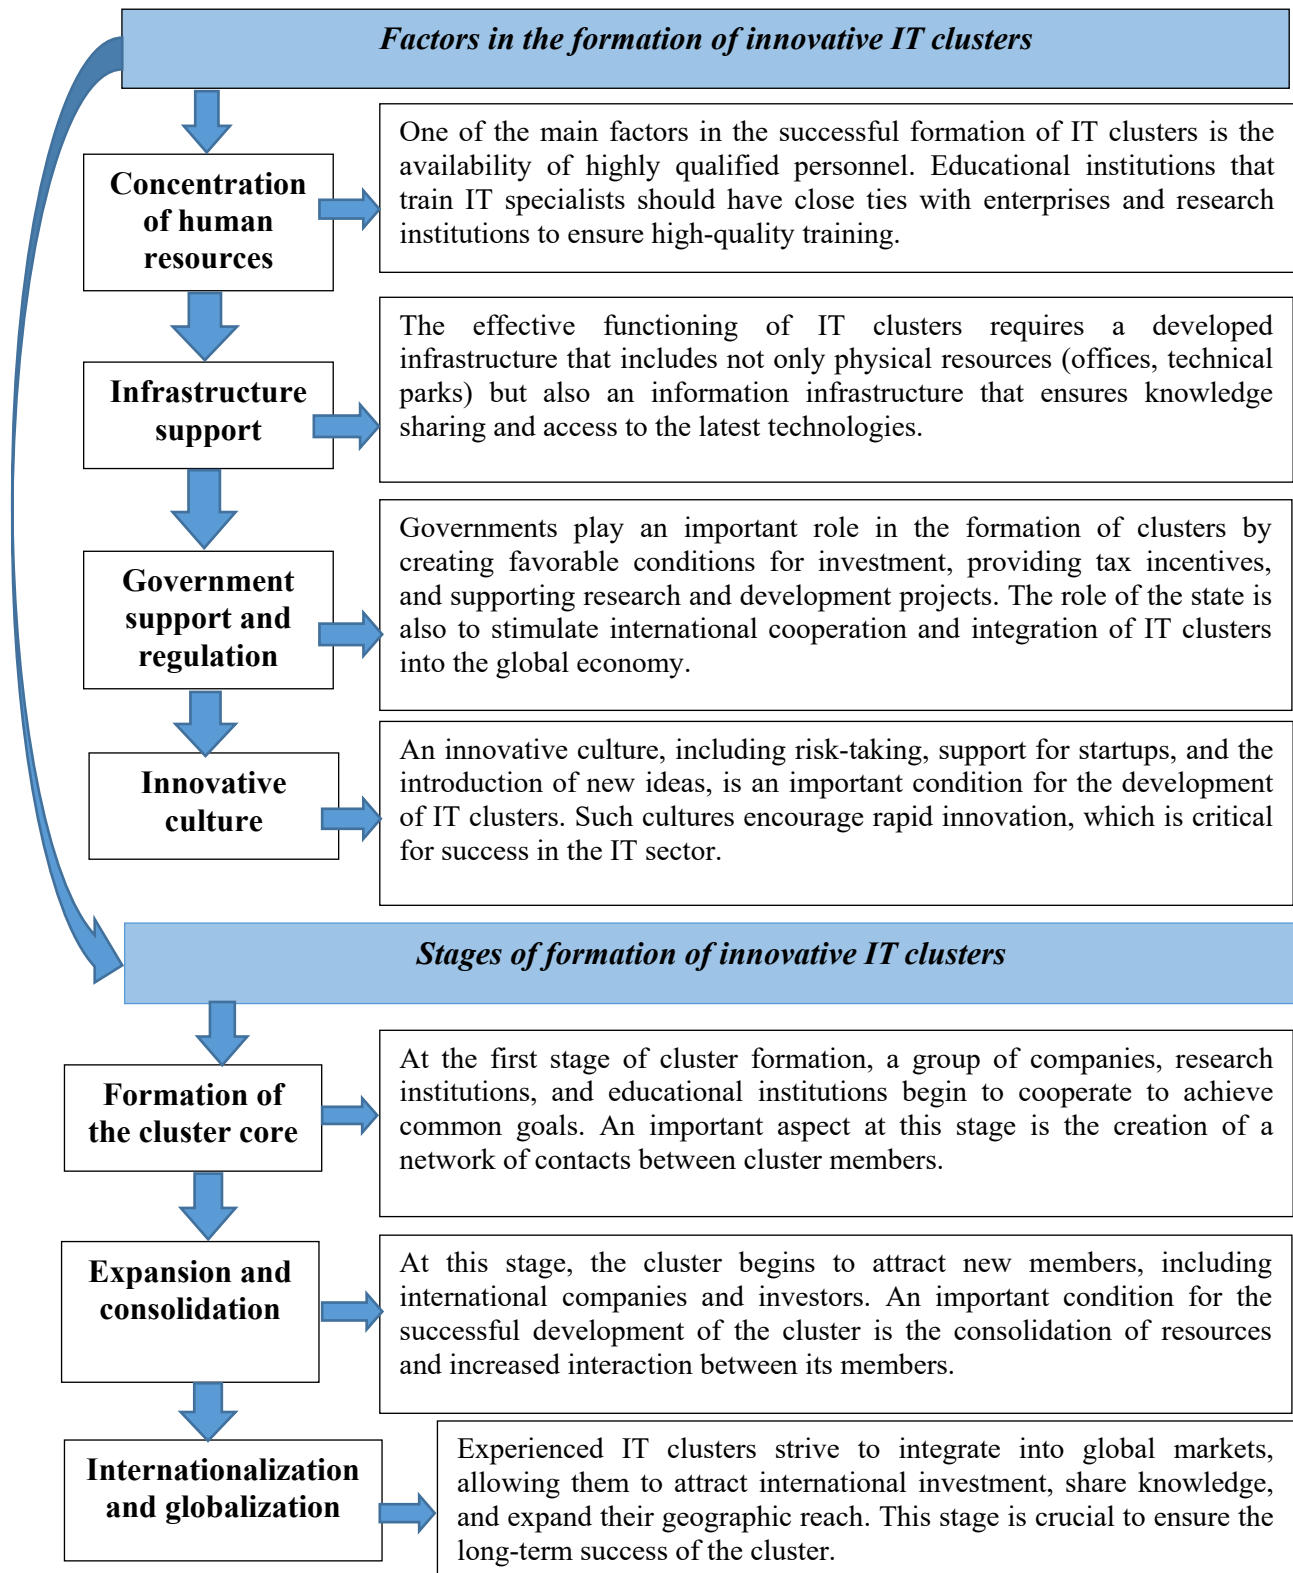 Factors in the formation of innovative IT clusters
Concentration
of human
resources
One of the main factors in the successful formation of IT clusters is the
availability of highly qualified personnel. Educational institutions that
train IT specialists should have close ties with enterprises and research
institutions to ensure high-quality training.
Infrastructure
support
The effective functioning of IT clusters requires a developed
infrastructure that includes not only physical resources (offices, technical
parks) but also an information infrastructure that ensures knowledge
sharing and access to the latest technologies.
Government
support and
regulation
Governments play an important role in the formation of clusters by
creating favorable conditions for investment, providing tax incentives,
and supporting research and development projects. The role of the state is
also to stimulate international cooperation and integration of IT clusters
into the global economy.
Innovative
culture
An innovative culture, including risk-taking, support for startups, and the
introduction of new ideas, is an important condition for the development
of IT clusters. Such cultures encourage rapid innovation, which is critical
for success in the IT sector.
Stages of formation of innovative IT clusters
Formation of
the cluster core
At the first stage of cluster formation, a group of companies, research
institutions, and educational institutions begin to cooperate to achieve
common goals. An important aspect at this stage is the creation of a
network of contacts between cluster members.
Expansion and
consolidation
At this stage, the cluster begins to attract new members, including
international companies and investors. An important condition for the
successful development of the cluster is the consolidation of resources
and increased interaction between its members.
Internationalization
and globalization
Experienced IT clusters strive to integrate into global markets,
allowing them to attract international investment, share knowledge,
and expand their geographic reach. This stage is crucial to ensure the
long-term success of the cluster.